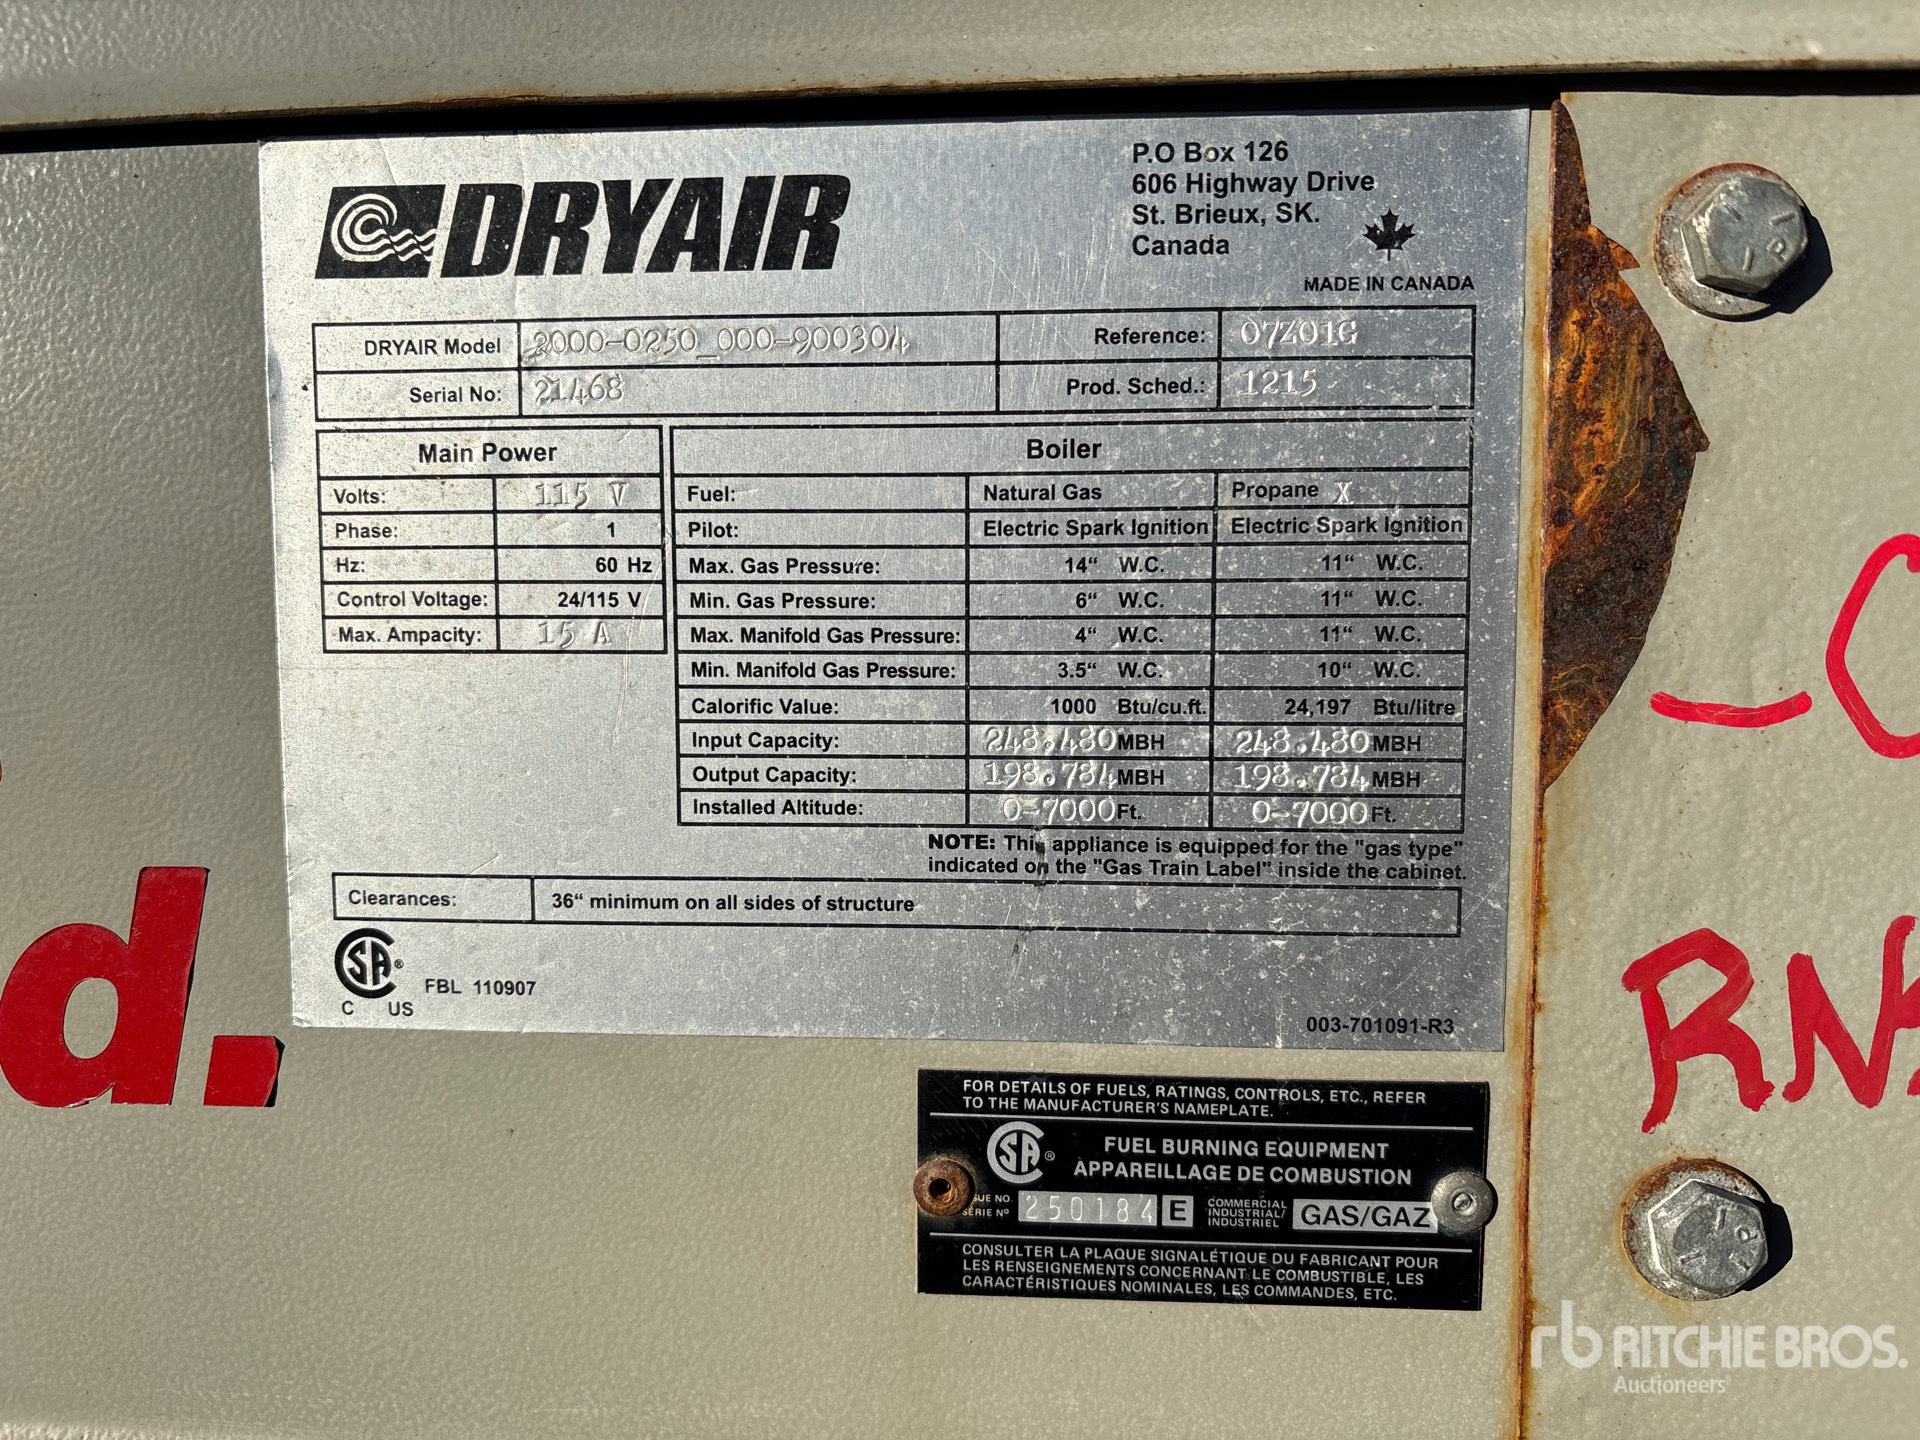 DRYAIR
P.O Box 126
606 Highway Drive
St. Brieux, SK.
Canada
MADE IN CANADA
DRYAIR Model 2000-0250_000-900304 Reference: 07Z01G
Serial No: 21468 Prod. Sched.: 1215
Main Power
Volts: 115 V
Phase: 1
Hz: 60 Hz
Control Voltage: 24/115 V
Max. Ampacity: 15 A
Boiler
Fuel: Natural Gas Propane X
Pilot: Electric Spark Ignition Electric Spark Ignition
Max. Gas Pressure: 14" W.C. 11" W.C.
Min. Gas Pressure: 6" W.C. 11" W.C.
Max. Manifold Gas Pressure: 4" W.C. 11" W.C.
Min. Manifold Gas Pressure: 3.5" W.C. 10" W.C.
Calorific Value: 1000 Btu/cu.ft. 24,197 Btu/litre
Input Capacity: 248.480 MBH 248.480 MBH
Output Capacity: 198.784 MBH 198.784 MBH
Installed Altitude: 0-7000 Ft. 0-7000 Ft.
NOTE: This appliance is equipped for the "gas type"
indicated on the "Gas Train Label" inside the cabinet.
Clearances: 36" minimum on all sides of structure
SA®
C US
FBL 110907
003-701091-R3
d.
FOR DETAILS OF FUELS, RATINGS, CONTROLS, ETC., REFER
TO THE MANUFACTURER'S NAMEPLATE.
SA®
FUEL BURNING EQUIPMENT
APPAREILLAGE DE COMBUSTION
NO.
SÉRIE Nº 250184 E COMMERCIAL
INDUSTRIAL/
INDUSTRIEL GAS/GAZ
CONSULTER LA PLAQUE SIGNALÉTIQUE DU FABRICANT POUR
LES RENSEIGNEMENTS CONCERNANT LE COMBUSTIBLE, LES
CARACTÉRISTIQUES NOMINALES, LES COMMANDES, ETC.
rb RITCHIE BROS.
Auctioneers